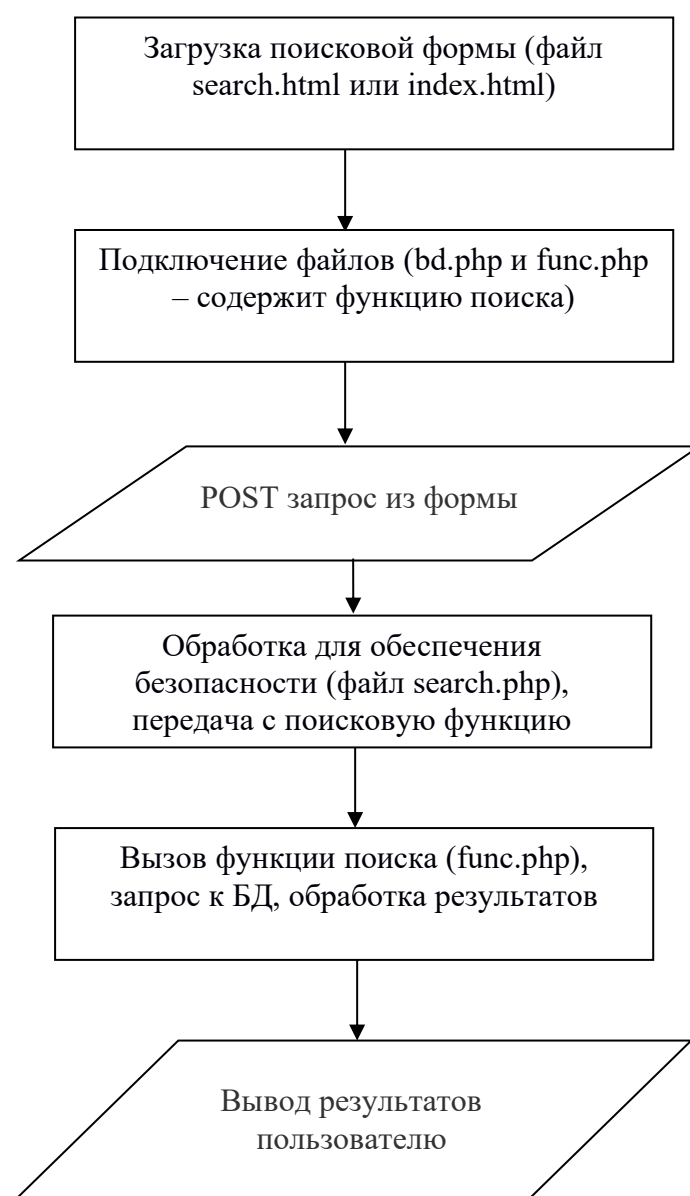 Загрузка поисковой формы (файл
search.html или index.html)
Подключение файлов (bd.php и func.php
– содержит функцию поиска)
POST запрос из формы
Обработка для обеспечения
безопасности (файл search.php),
передача с поисковую функцию
Вызов функции поиска (func.php),
запрос к БД, обработка результатов
Вывод результатов
пользователю